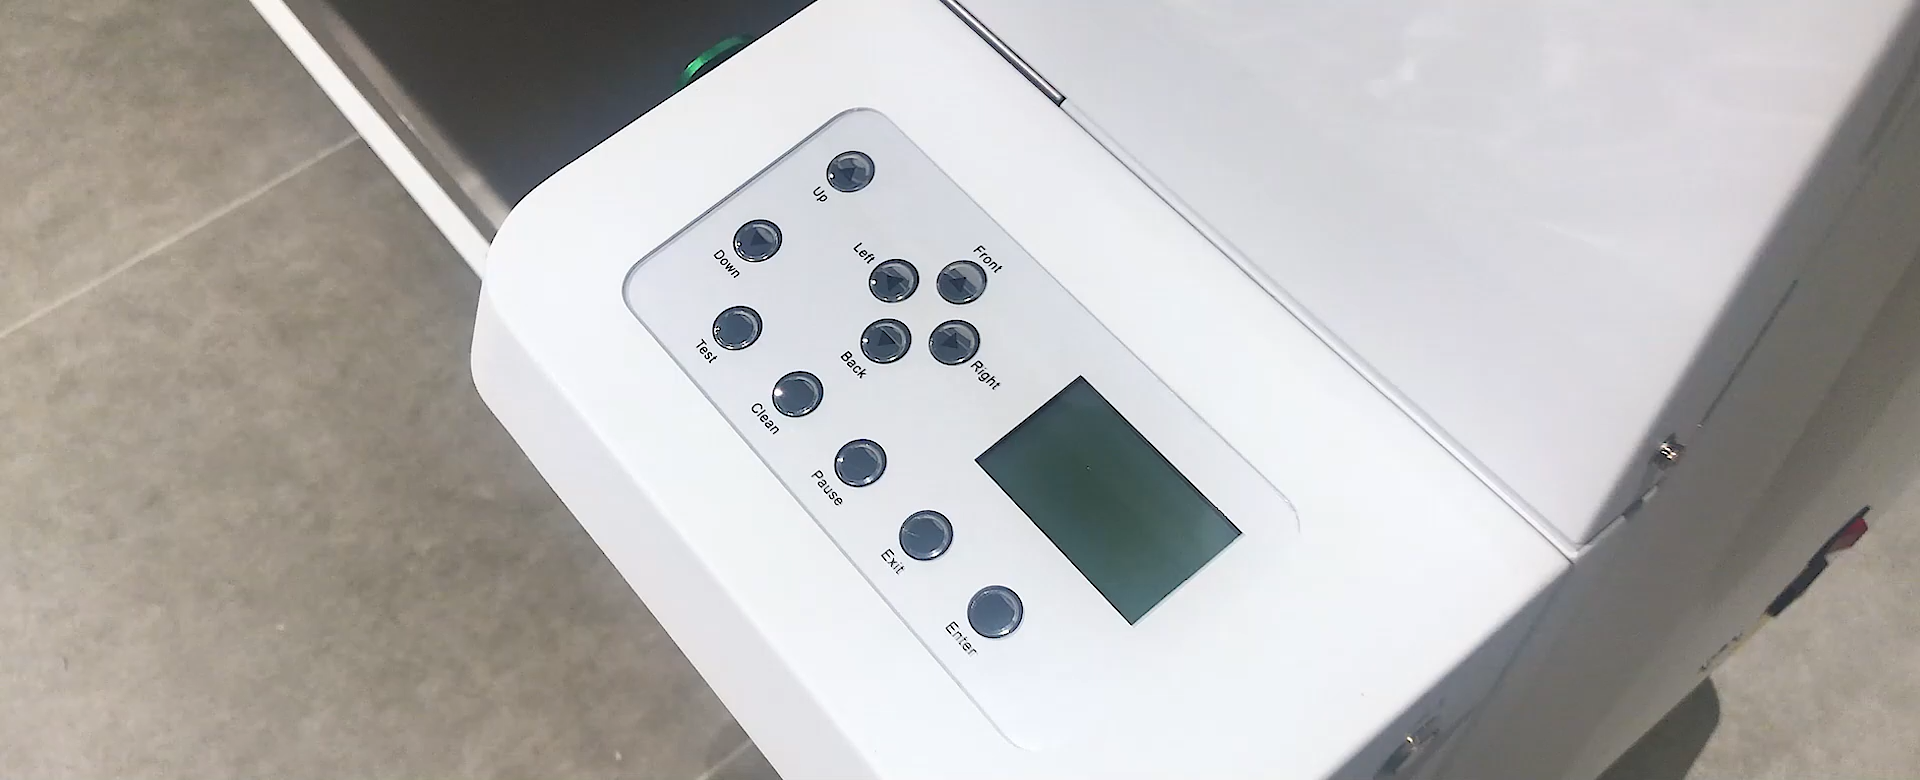 Up
Down
Left
Front
Back
Right
Test
Clean
Pause
Exit
Enter